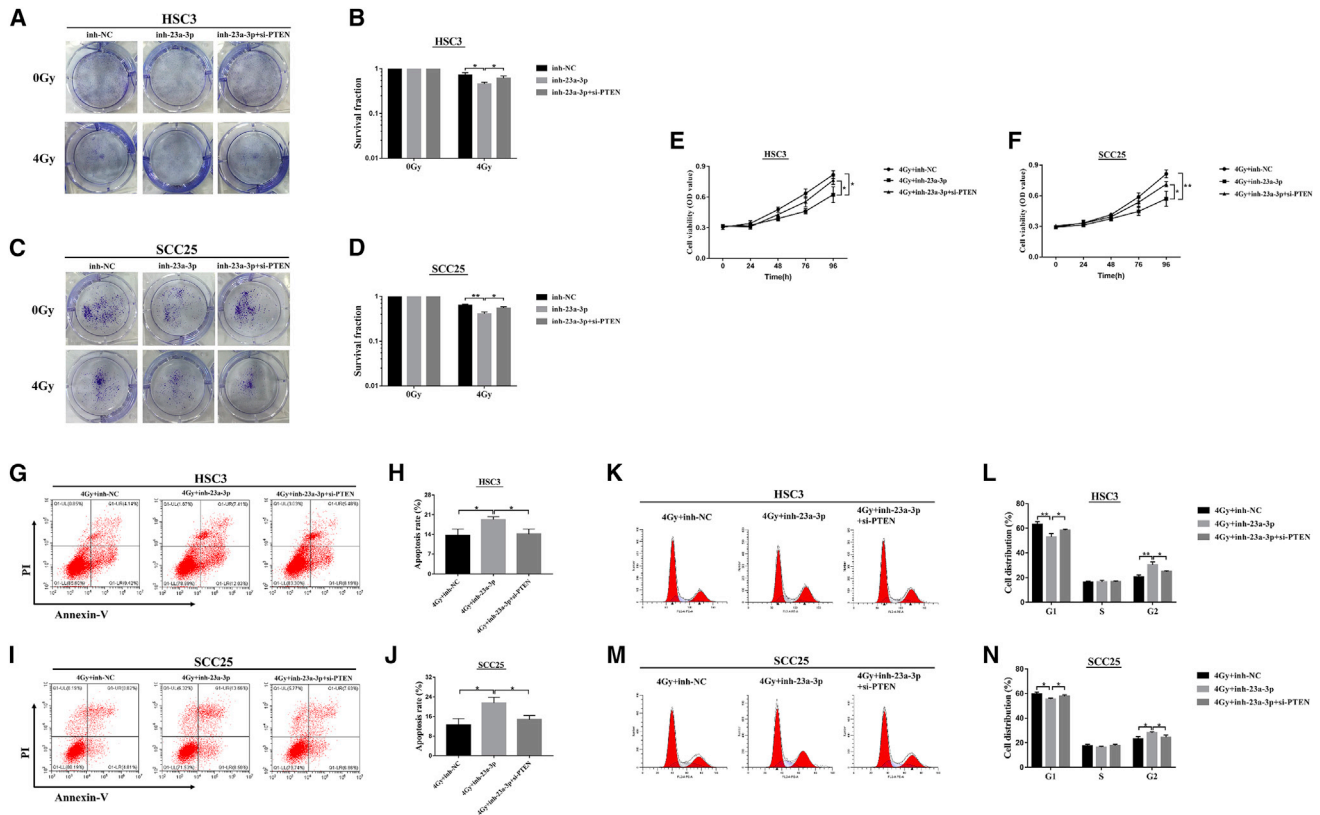 A
HSC3
inh-NC inh-23a-3p inh-23a-3p+si-PTEN
0Gy
4Gy
B
HSC3
Survival fraction
1
0.1
0.01
0Gy 4Gy
* *
inh-NC
inh-23a-3p
inh-23a-3p+si-PTEN
C
SCC25
inh-NC inh-23a-3p inh-23a-3p+si-PTEN
0Gy
4Gy
D
SCC25
Survival fraction
1
0.1
0.01
0Gy 4Gy
** *
inh-NC
inh-23a-3p
inh-23a-3p+si-PTEN
E
HSC3
Cell viability (OD value)
0.9
0.6
0.3
0.0
0 24 48 76 96
Time(h)
* *
4Gy+inh-NC
4Gy+inh-23a-3p
4Gy+inh-23a-3p+si-PTEN
F
SCC25
Cell viability (OD value)
0.9
0.6
0.3
0.0
0 24 48 76 96
Time(h)
* **
4Gy+inh-NC
4Gy+inh-23a-3p
4Gy+inh-23a-3p+si-PTEN
G
HSC3
4Gy+inh-NC 4Gy+inh-23a-3p 4Gy+inh-23a-3p+si-PTEN
PI
Annexin-V
H
HSC3
Apoptosis rate (%)
28
21
14
7
0
* *
4Gy+inh-NC
4Gy+inh-23a-3p
4Gy+inh-23a-3p+si-PTEN
I
SCC25
4Gy+inh-NC 4Gy+inh-23a-3p 4Gy+inh-23a-3p+si-PTEN
PI
Annexin-V
J
SCC25
Apoptosis rate (%)
36
24
12
0
* *
4Gy+inh-NC
4Gy+inh-23a-3p
4Gy+inh-23a-3p+si-PTEN
K
HSC3
4Gy+inh-NC 4Gy+inh-23a-3p 4Gy+inh-23a-3p
+si-PTEN
L
HSC3
Cell distribution (%)
80
60
40
20
0
** *
** *
G1 S G2
4Gy+inh-NC
4Gy+inh-23a-3p
4Gy+inh-23a-3p+si-PTEN
M
SCC25
4Gy+inh-NC 4Gy+inh-23a-3p 4Gy+inh-23a-3p
+si-PTEN
N
SCC25
Cell distribution (%)
80
60
40
20
0
* *
* *
G1 S G2
4Gy+inh-NC
4Gy+inh-23a-3p
4Gy+inh-23a-3p+si-PTEN